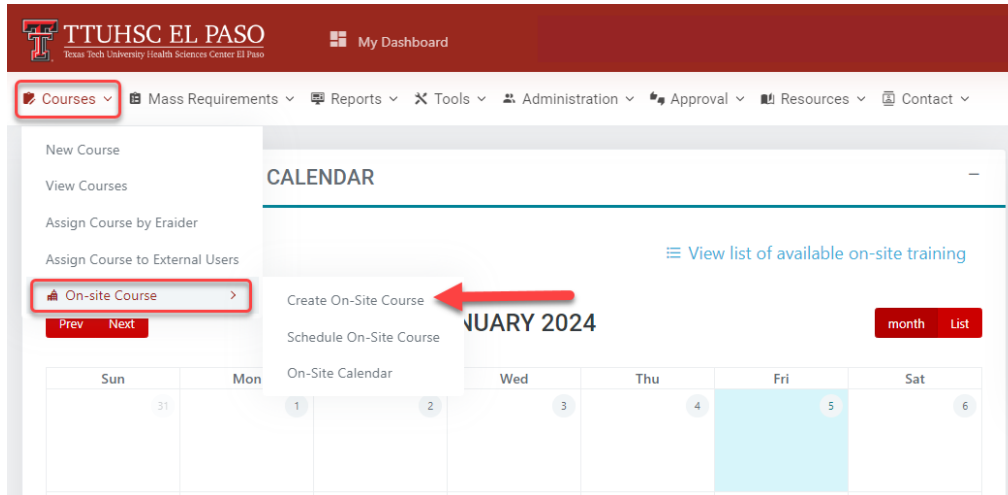 TTUHSC EL PASO
Texas Tech University Health Sciences Center El Paso
My Dashboard
Courses
Mass Requirements
Reports
Tools
Administration
Approval
Resources
Contact
New Course
View Courses
Assign Course by Eraider
Assign Course to External Users
On-site Course
Create On-Site Course
Schedule On-Site Course
On-Site Calendar
CALENDAR
View list of available on-site training
Prev Next
NUARY 2024
month List
Sun Mon Wed Thu Fri Sat
31 1 2 3 4 5 6